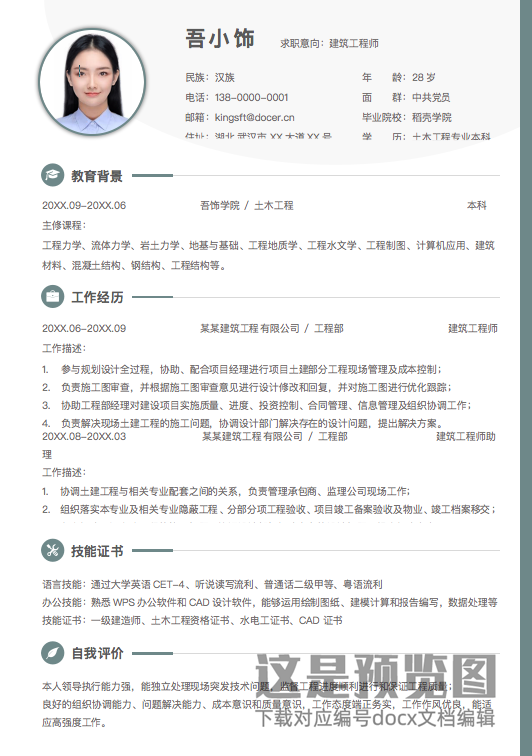 吾小饰 求职意向：建筑工程师
民族：汉族 年 龄：28 岁
电话：138-0000-0001 面 群：中共党员
邮箱：kingsft@docer.cn 毕业院校：稻壳学院
住址：湖北 武汉市 XX 大道 XX 号 学 历：土木工程专业本科
教育背景
20XX.09-20XX.06 吾饰学院 / 土木工程 本科
主修课程：
工程力学、流体力学、岩土力学、地基与基础、工程地质学、工程水文学、工程制图、计算机应用、建筑
材料、混凝土结构、钢结构、工程结构等。
工作经历
20XX.06-20XX.09 某某建筑工程有限公司 / 工程部 建筑工程师
工作描述：
1. 参与规划设计全过程，协助、配合项目经理进行项目土建部分工程现场管理及成本控制；
2. 负责施工图审查，并根据施工图审查意见进行设计修改和回复，并对施工图进行优化跟踪；
3. 协助工程部经理对建设项目实施质量、进度、投资控制、合同管理、信息管理及组织协调工作；
4. 负责解决现场土建工程的施工问题，协调设计部门解决存在的设计问题，提出解决方案。
20XX.08-20XX.03 某某建筑工程有限公司 / 工程部 建筑工程师助
理
工作描述：
1. 协调土建工程与相关专业配套之间的关系，负责管理承包商、监理公司现场工作；
2. 组织落实本专业及相关专业隐蔽工程、分部分项工程验收、项目竣工备案验收及物业、竣工档案移交；
技能证书
语言技能：通过大学英语 CET-4、听说读写流利、普通话二级甲等、粤语流利
办公技能：熟悉 WPS 办公软件和 CAD 设计软件，能够运用绘制图纸、建模计算和报告编写，数据处理等
技能证书：一级建造师、土木工程资格证书、水电工证书、CAD 证书
自我评价
这是预览图
本人领导执行能力强，能独立处理现场突发技术问题，监督工程进度顺利进行和保证工程质量；
良好的组织协调能力、问题解决能力、成本意识和质量意识，工作态度端正务实，工作作风优良，能适
下载对应编号docx文档编辑
应高强度工作。